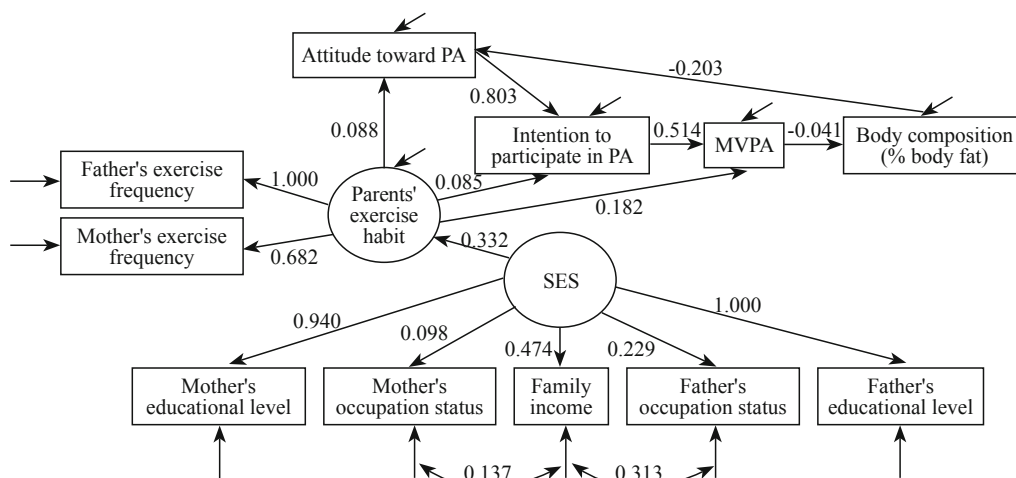 Attitude toward PA
-0.203
0.803
0.088
Intention to
participate in PA
0.514
MVPA
-0.041
Body composition
(% body fat)
Father's exercise
frequency
1.000
Parents'
exercise
habit
0.085
0.182
Mother's exercise
frequency
0.682
0.332
SES
0.940
0.098
0.474
0.229
1.000
Mother's
educational level
Mother's
occupation status
Family
income
Father's
occupation status
Father's
educational level
0.137
0.313